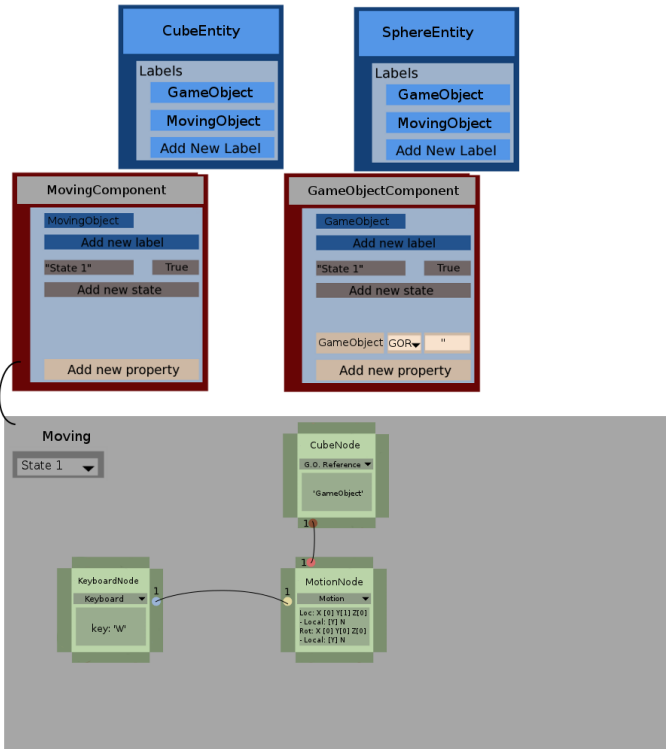 CubeEntity
Labels
GameObject
MovingObject
Add New Label
SphereEntity
Labels
GameObject
MovingObject
Add New Label
MovingComponent
MovingObject
Add new label
"State 1"
True
Add new state
Add new property
GameObjectComponent
GameObject
Add new label
"State 1"
True
Add new state
GameObject
GOR
"
Add new property
Moving
State 1
CubeNode
G.O. Reference
'GameObject'
1
1
KeyboardNode
Keyboard
key: 'W'
1
1
MotionNode
Motion
Loc: X [0] Y[1] Z[0]
- Local: [Y] N
Rot: X [0] Y[0] Z[0]
- Local: [Y] N